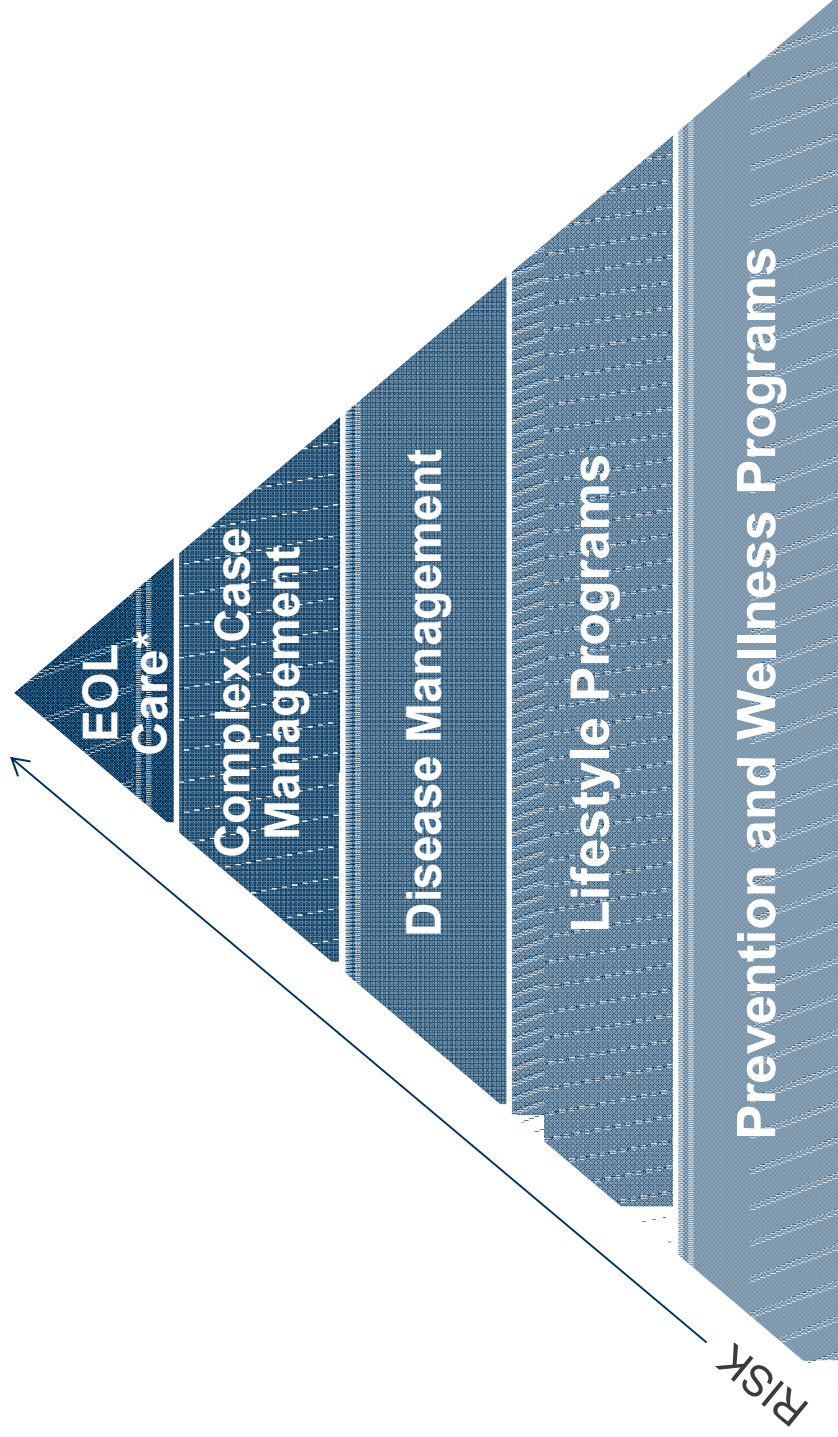 EOL
Care*
Complex Case
Management
Disease Management
Lifestyle Programs
Prevention and Wellness Programs
RISK